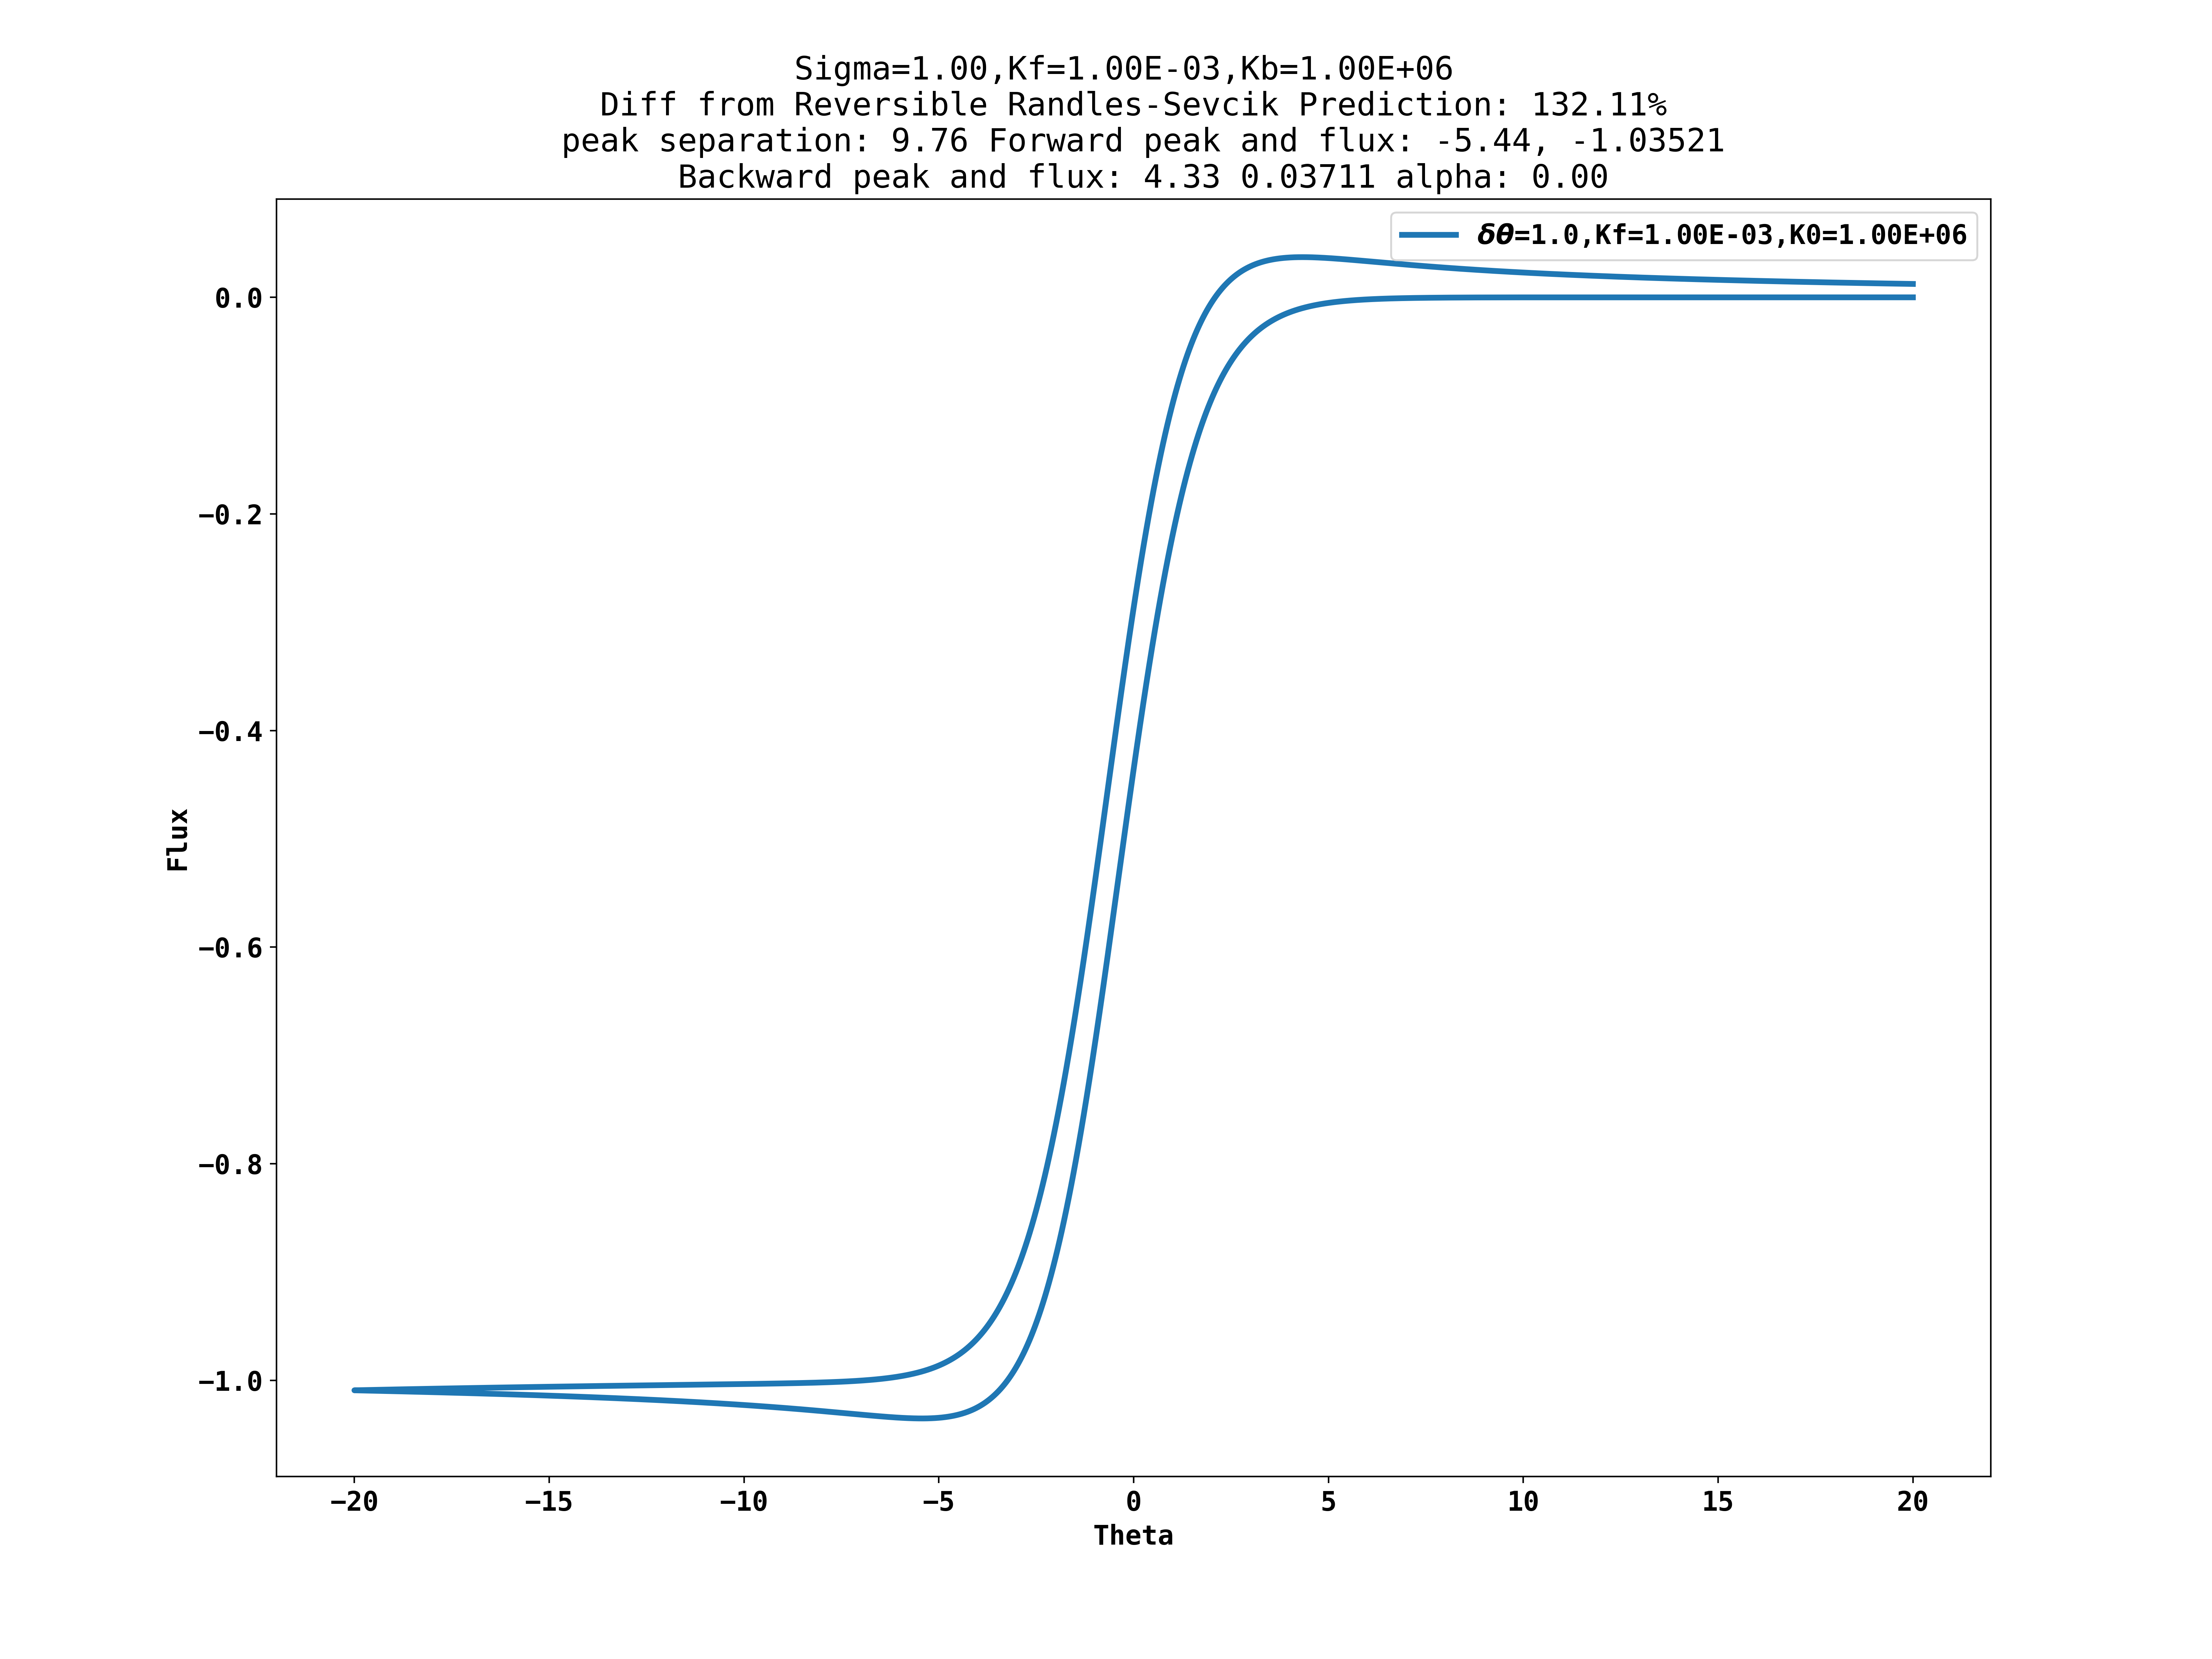 Sigma=1.00,Kf=1.00E-03,Kb=1.00E+06
Diff from Reversible Randles-Sevcik Prediction: 132.11%
peak separation: 9.76 Forward peak and flux: -5.44, -1.03521
Backward peak and flux: 4.33 0.03711 alpha: 0.00
δθ=1.0,Kf=1.00E-03,K0=1.00E+06
0.0
−0.2
−0.4
−0.6
−0.8
−1.0
Flux
−20 −15 −10 −5 0 5 10 15 20
Theta